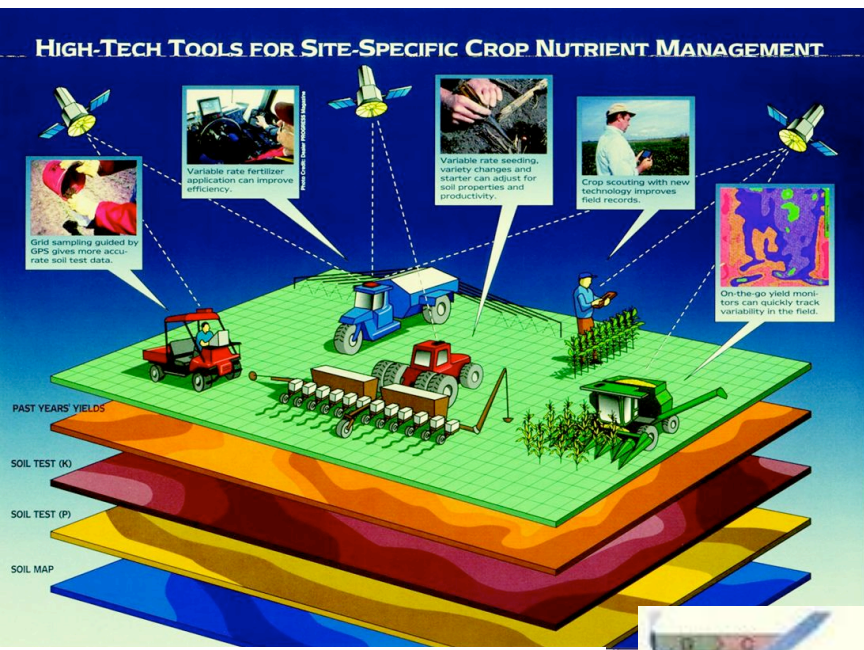 HIGH-TECH TOOLS FOR SITE-SPECIFIC CROP NUTRIENT MANAGEMENT
Photo Credit: Dealer PROGRESS Magazine
Variable rate fertilizer
application can improve
efficiency.
Variable rate seeding,
variety changes and
starter can adjust for
soil properties and
productivity.
Crop scouting with new
technology improves
field records.
Grid sampling guided by
GPS gives more accu-
rate soil test data.
On-the-go yield moni-
tors can quickly track
variability in the field.
PAST YEARS' YIELDS
SOIL TEST (K)
SOIL TEST (P)
SOIL MAP